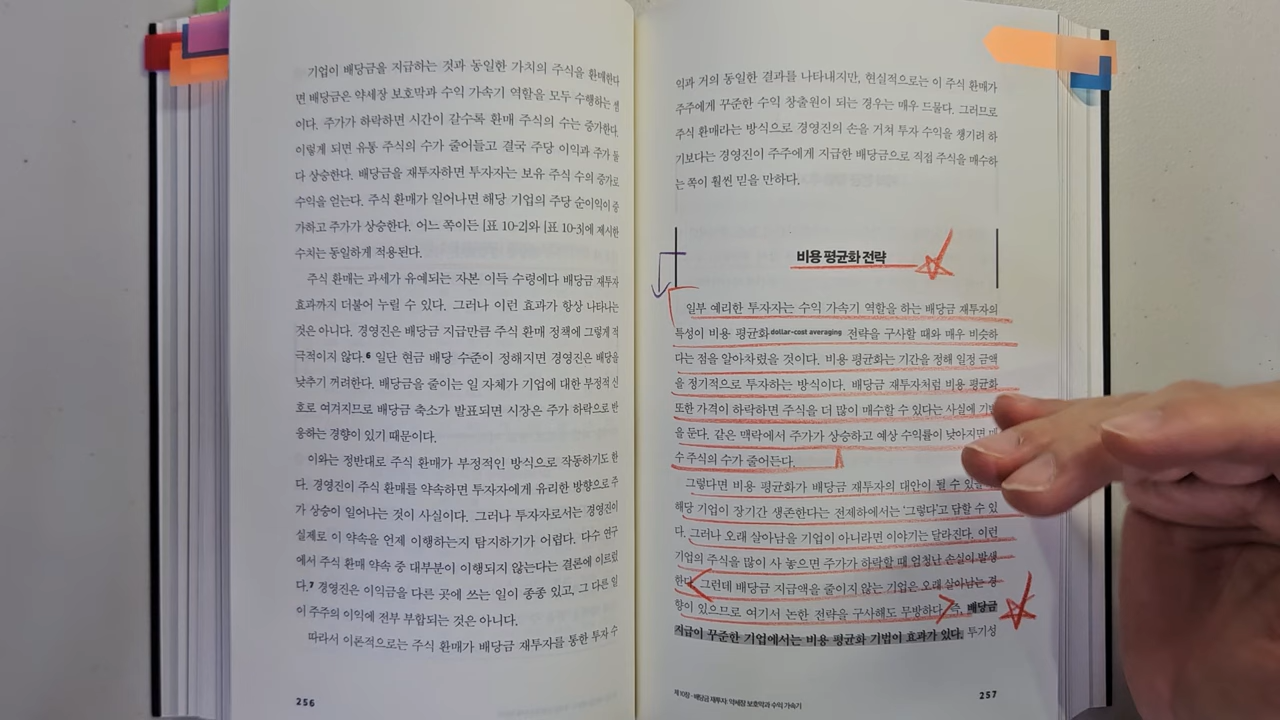 기업이 배당금을 지급하는 것과 동일한 가치의 주식을 환매한다
면 배당금은 약세장 보호막과 수익 가속기 역할을 모두 수행하는 셈
이다. 주가가 하락하면 시간이 갈수록 환매 주식의 수는 증가한다.
이렇게 되면 유통 주식의 수가 줄어들고 결국 주당 이익과 주가 둘
다 상승한다. 배당금을 재투자하면 투자자는 보유 주식 수의 증가로
수익을 얻는다. 주식 환매가 일어나면 해당 기업의 주당 순이익이 증
가하고 주가가 상승한다. 어느 쪽이든 [표 10-2]와 [표 10-3]에 제시한
수치는 동일하게 적용된다.
주식 환매는 과세가 유예되는 자본 이득 수령에다 배당금 재투자
효과까지 더불어 누릴 수 있다. 그러나 이런 효과가 항상 나타나는
것은 아니다. 경영진은 배당금 지급만큼 주식 환매 정책에 그렇게 적
극적이지 않다.6 일단 현금 배당 수준이 정해지면 경영진은 배당을
낮추기 꺼려한다. 배당금을 줄이는 일 자체가 기업에 대한 부정적 신
호로 여겨지므로 배당금 축소가 발표되면 시장은 주가 하락으로 반
응하는 경향이 있기 때문이다.
이와는 정반대로 주식 환매가 부정적인 방식으로 작동하기도 한
다. 경영진이 주식 환매를 약속하면 투자자에게 유리한 방향으로 주
가 상승이 일어나는 것이 사실이다. 그러나 투자자로서는 경영진이
실제로 이 약속을 언제 이행하는지 탐지하기가 어렵다. 다수 연구
에서 주식 환매 약속 중 대부분이 이행되지 않는다는 결론에 이르렀
다.7 경영진은 이익금을 다른 곳에 쓰는 일이 종종 있고, 그 다른 일
이 주주의 이익에 전부 부합되는 것은 아니다.
따라서 이론적으로는 주식 환매가 배당금 재투자를 통한 투자 수
256
익과 거의 동일한 결과를 나타내지만, 현실적으로는 이 주식 환매가
주주에게 꾸준한 수익 창출원이 되는 경우는 매우 드물다. 그러므로
주식 환매라는 방식으로 경영진의 손을 거쳐 투자 수익을 챙기려 하
기보다는 경영진이 주주에게 지급한 배당금으로 직접 주식을 매수하
는 쪽이 훨씬 믿을 만하다.
비용 평균화 전략
일부 예리한 투자자는 수익 가속기 역할을 하는 배당금 재투자의
특성이 비용 평균화dollar-cost averaging 전략을 구사할 때와 매우 비슷하
다는 점을 알아차렸을 것이다. 비용 평균화는 기간을 정해 일정 금액
을 정기적으로 투자하는 방식이다. 배당금 재투자처럼 비용 평균화
또한 가격이 하락하면 주식을 더 많이 매수할 수 있다는 사실에
을 둔다. 같은 맥락에서 주가가 상승하고 예상 수익률이 낮아지면
수 주식의 수가 줄어든다.
그렇다면 비용 평균화가 배당금 재투자의 대안이 될 수
해당 기업이 장기간 생존한다는 전제하에서는 '그렇다'고 답할 수 있
다. 그러나 오래 살아남을 기업이 아니라면 이야기는 달라진다. 이런
기업의 주식을 많이 사 놓으면 주가가 하락할 때 엄청난 손실이 발생
한다. 그런데 배당금 지급액을 줄이지 않는 기업은 오래 살아남는 경
향이 있으므로 여기서 논한 전략을 구사해도 무방하다. 즉, 배당금
지급이 꾸준한 기업에서는 비용 평균화 기법이 효과가 있다. 투기성
제10장 · 배당금 재투자: 약세장 보호막과 수익 가속기
257